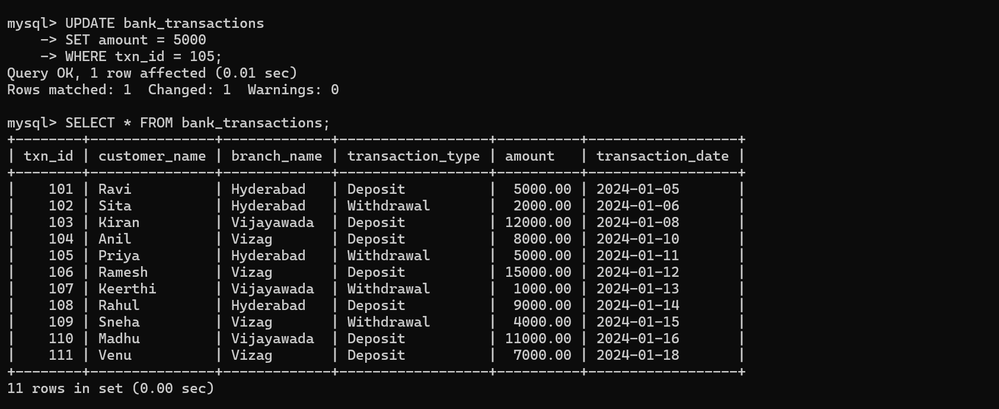 mysql> UPDATE bank_transactions
    -> SET amount = 5000
    -> WHERE txn_id = 105;
Query OK, 1 row affected (0.01 sec)
Rows matched: 1  Changed: 1  Warnings: 0

mysql> SELECT * FROM bank_transactions;
+--------+---------------+-------------+------------------+----------+------------------+
| txn_id | customer_name | branch_name | transaction_type | amount   | transaction_date |
+--------+---------------+-------------+------------------+----------+------------------+
|    101 | Ravi          | Hyderabad   | Deposit          |  5000.00 | 2024-01-05       |
|    102 | Sita          | Hyderabad   | Withdrawal       |  2000.00 | 2024-01-06       |
|    103 | Kiran         | Vijayawada  | Deposit          | 12000.00 | 2024-01-08       |
|    104 | Anil          | Vizag       | Deposit          |  8000.00 | 2024-01-10       |
|    105 | Priya         | Hyderabad   | Withdrawal       |  5000.00 | 2024-01-11       |
|    106 | Ramesh        | Vizag       | Deposit          | 15000.00 | 2024-01-12       |
|    107 | Keerthi       | Vijayawada  | Withdrawal       |  1000.00 | 2024-01-13       |
|    108 | Rahul         | Hyderabad   | Deposit          |  9000.00 | 2024-01-14       |
|    109 | Sneha         | Vizag       | Withdrawal       |  4000.00 | 2024-01-15       |
|    110 | Madhu         | Vijayawada  | Deposit          | 11000.00 | 2024-01-16       |
|    111 | Venu          | Vizag       | Deposit          |  7000.00 | 2024-01-18       |
+--------+---------------+-------------+------------------+----------+------------------+
11 rows in set (0.00 sec)